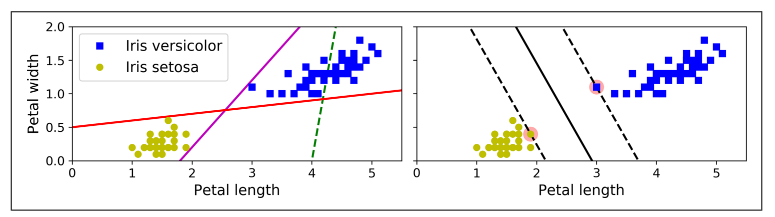 2.0
1.5
1.0
0.5
0.0
Petal width
Iris versicolor
Iris setosa
0 1 2 3 4 5
Petal length
0 1 2 3 4 5
Petal length